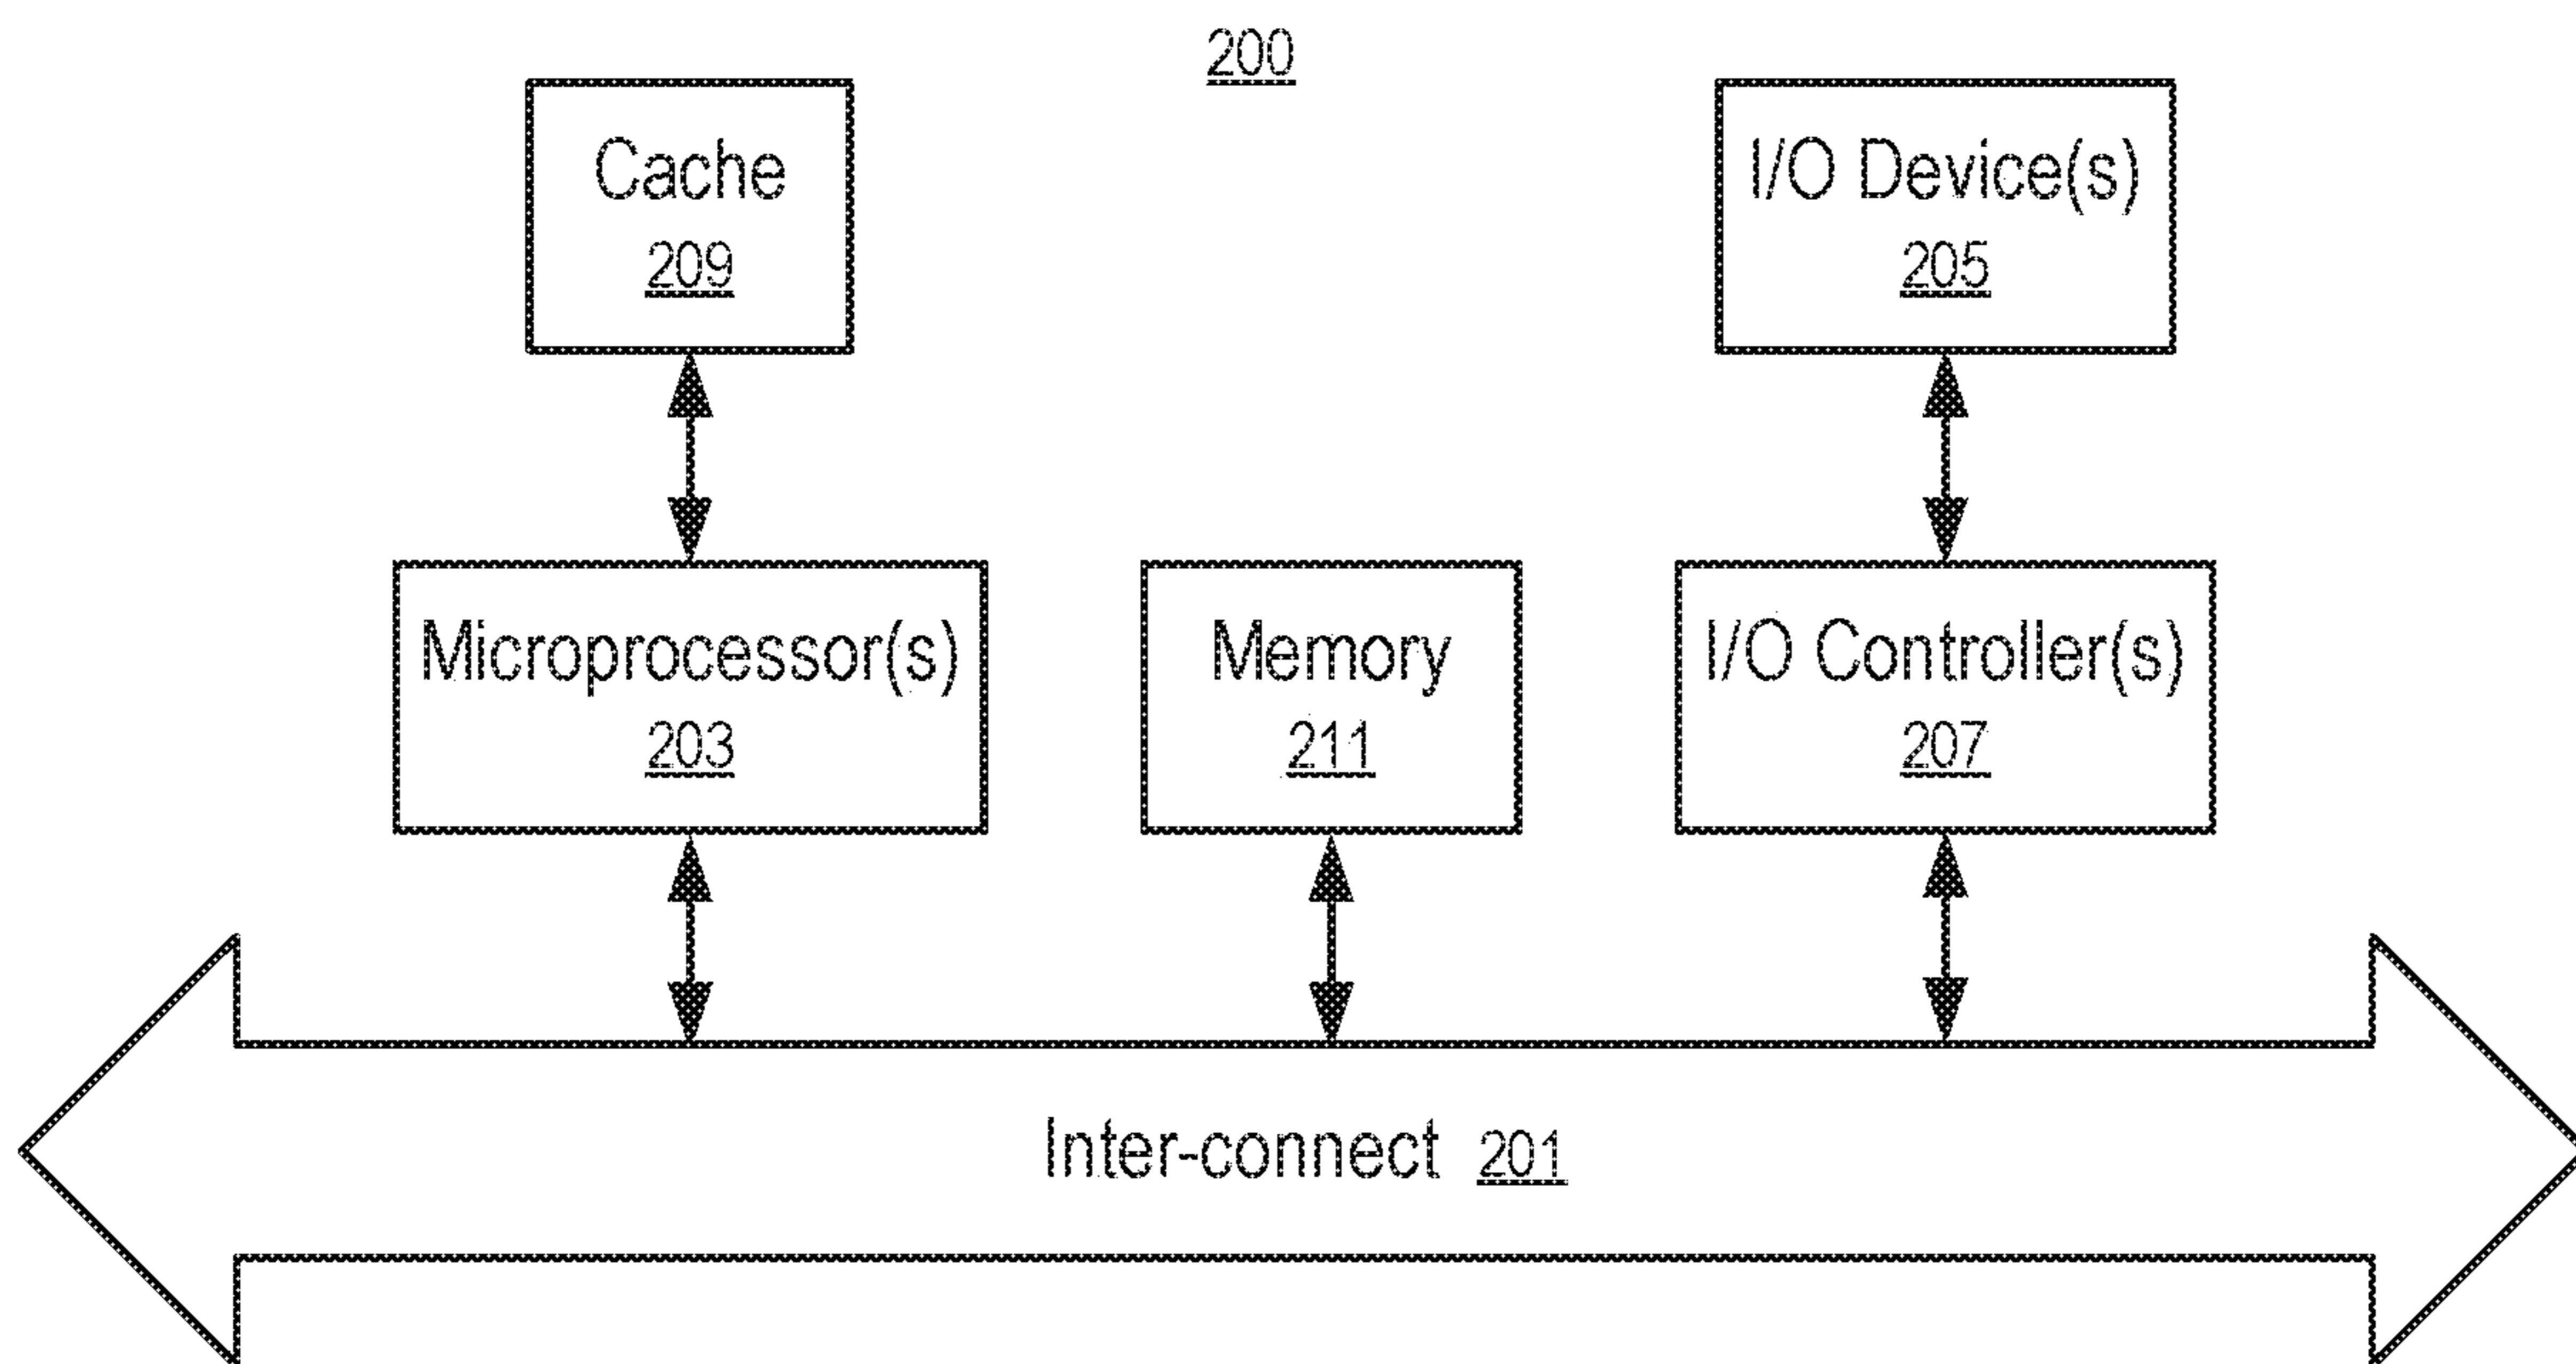 200
Cache
209
I/O Device(s)
205
Microprocessor(s)
203
Memory
211
I/O Controller(s)
207
Inter-connect 201